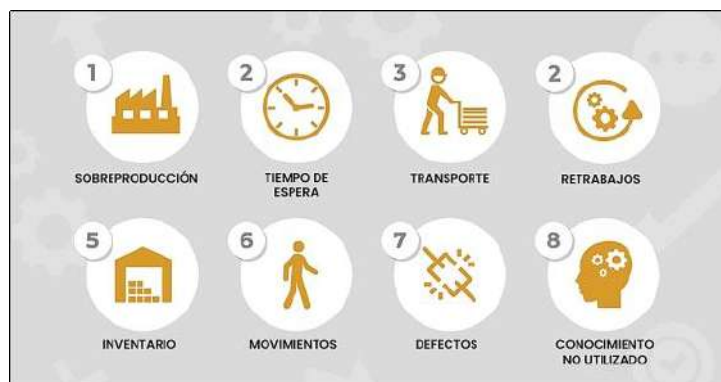 1
SOBREPRODUCCIÓN
2
TIEMPO DE
ESPERA
3
TRANSPORTE
2
RETRABAJOS
5
INVENTARIO
6
MOVIMIENTOS
7
DEFECTOS
8
CONOCIMIENTO
NO UTILIZADO